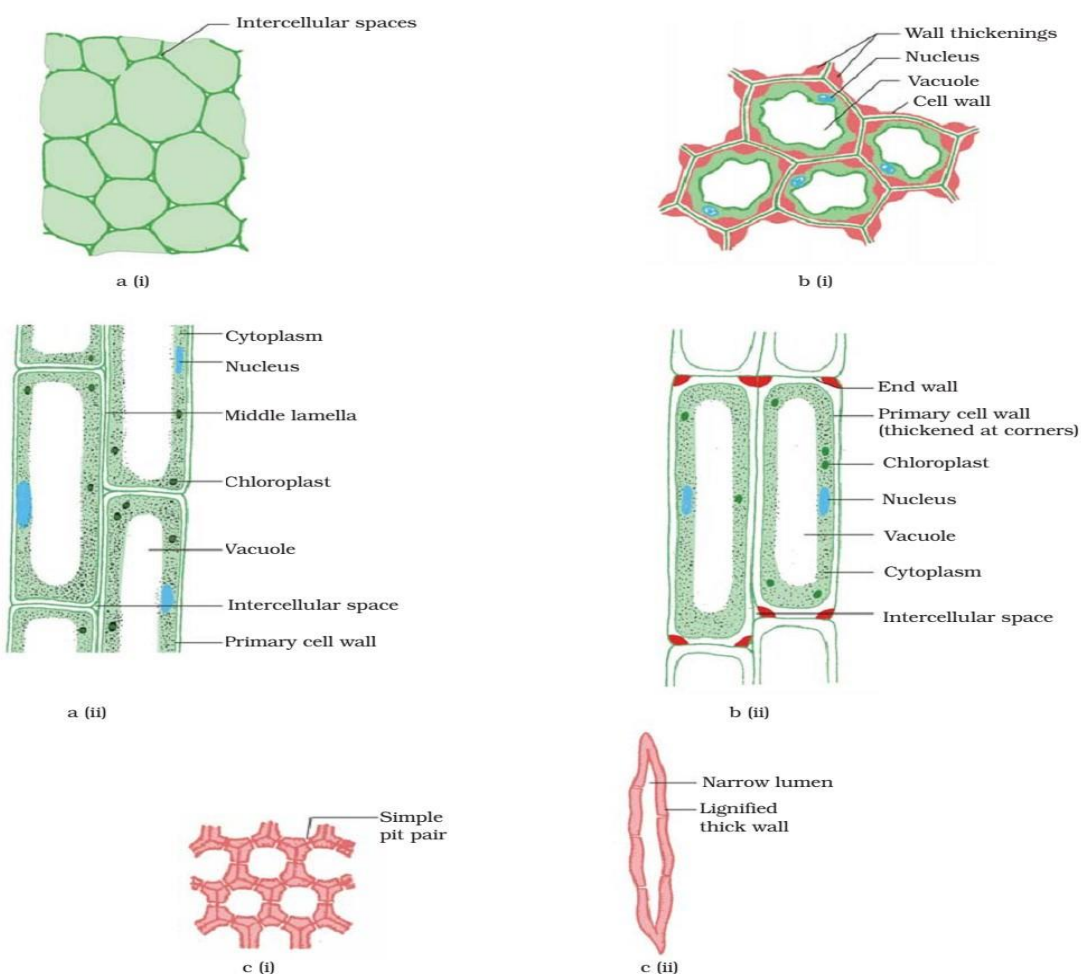 Intercellular spaces
a (i)
Wall thickenings
Nucleus
Vacuole
Cell wall
b (i)
Cytoplasm
Nucleus
Middle lamella
Chloroplast
Vacuole
Intercellular space
Primary cell wall
a (ii)
End wall
Primary cell wall
(thickened at corners)
Chloroplast
Nucleus
Vacuole
Cytoplasm
Intercellular space
b (ii)
Simple
pit pair
c (i)
Narrow lumen
Lignified
thick wall
c (ii)